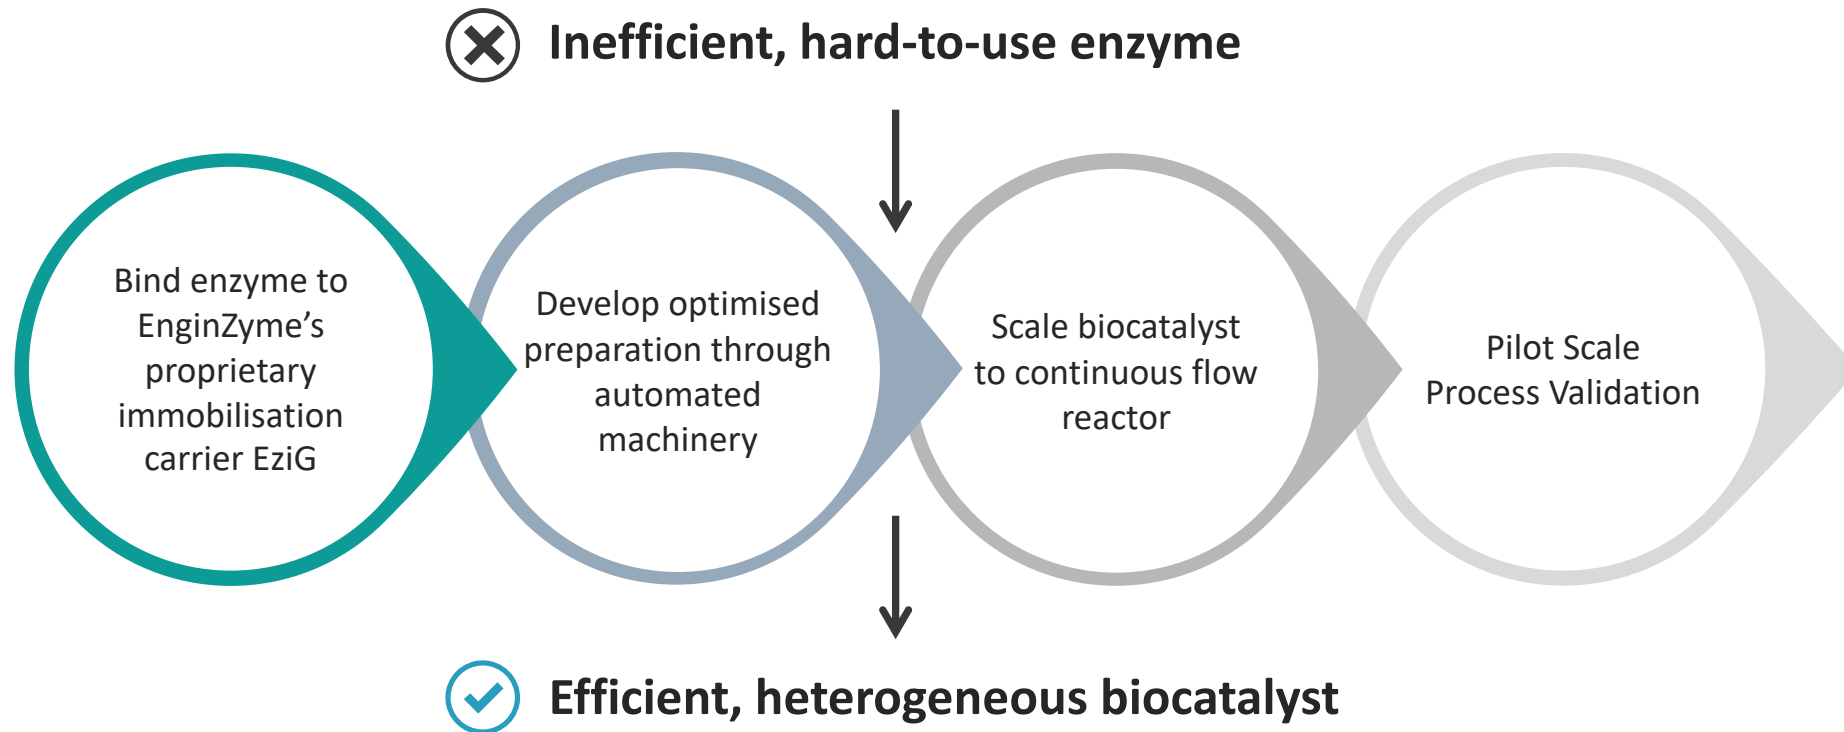 Inefficient, hard-to-use enzyme
Bind enzyme to
EnginZyme’s
proprietary
immobilisation
carrier EziG
Develop optimised
preparation through
automated
machinery
Scale biocatalyst
to continuous flow
reactor
Pilot Scale
Process Validation
Efficient, heterogeneous biocatalyst